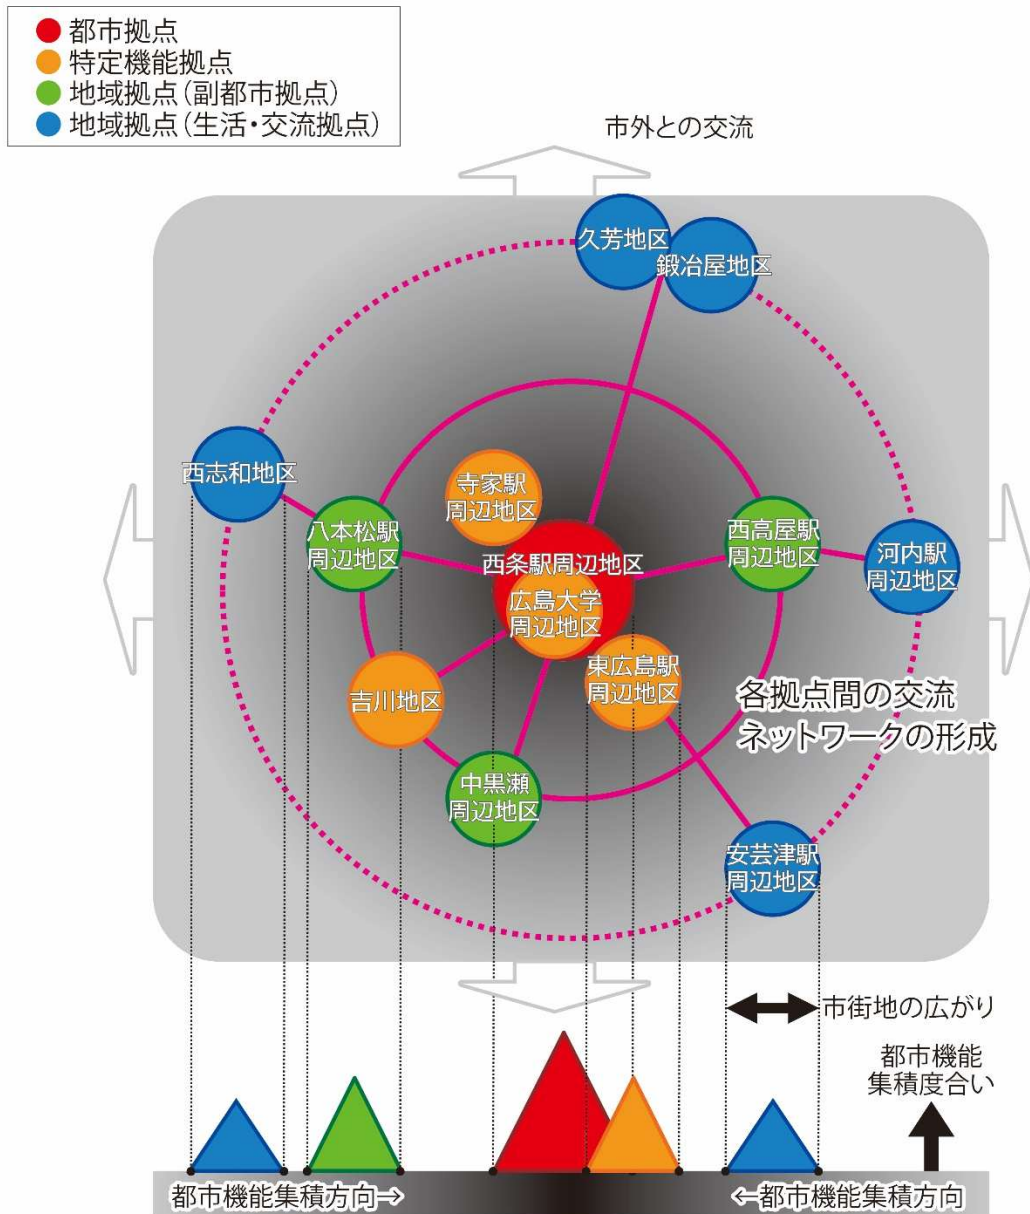 都市拠点
特定機能拠点
地域拠点(副都市拠点)
地域拠点(生活・交流拠点)
市外との交流
久芳地区
鍛冶屋地区
西志和地区
寺家駅
周辺地区
八本松駅
周辺地区
西条駅周辺地区
広島大学
周辺地区
西高屋駅
周辺地区
河内駅
周辺地区
吉川地区
東広島駅
周辺地区
各拠点間の交流
ネットワークの形成
中黒瀬
周辺地区
安芸津駅
周辺地区
市街地の広がり
都市機能
集積度合い
都市機能集積方向→
←都市機能集積方向